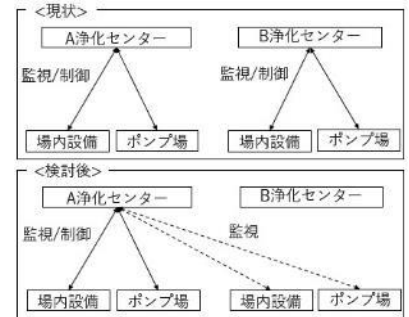 <現状>
A浄化センター
B浄化センター
監視/制御
監視/制御
場内設備
ポンプ場
場内設備
ポンプ場
<検討後>
A浄化センター
B浄化センター
監視/制御
監視
場内設備
ポンプ場
場内設備
ポンプ場